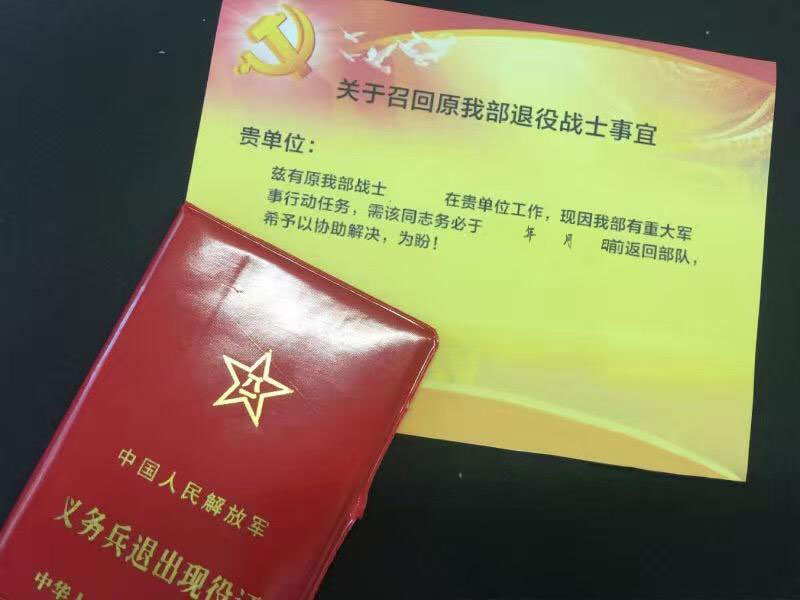 关于召回原我部退役战士事宜
贵单位：
兹有原我部战士 在贵单位工作，现因我部有重大军
事行动任务，需该同志务必于 年 月 日前返回部队，
希予以协助解决，为盼！
八一
中国人民解放军
义务兵退出现役证
中华人